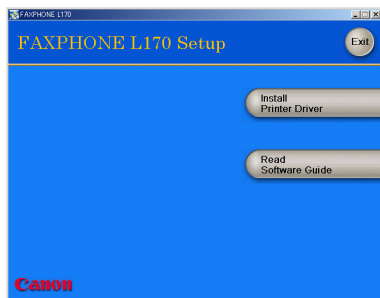 FAXPHONE L170
FAXPHONE L170 Setup
Exit
Install
Printer Driver
Read
Software Guide
Canon